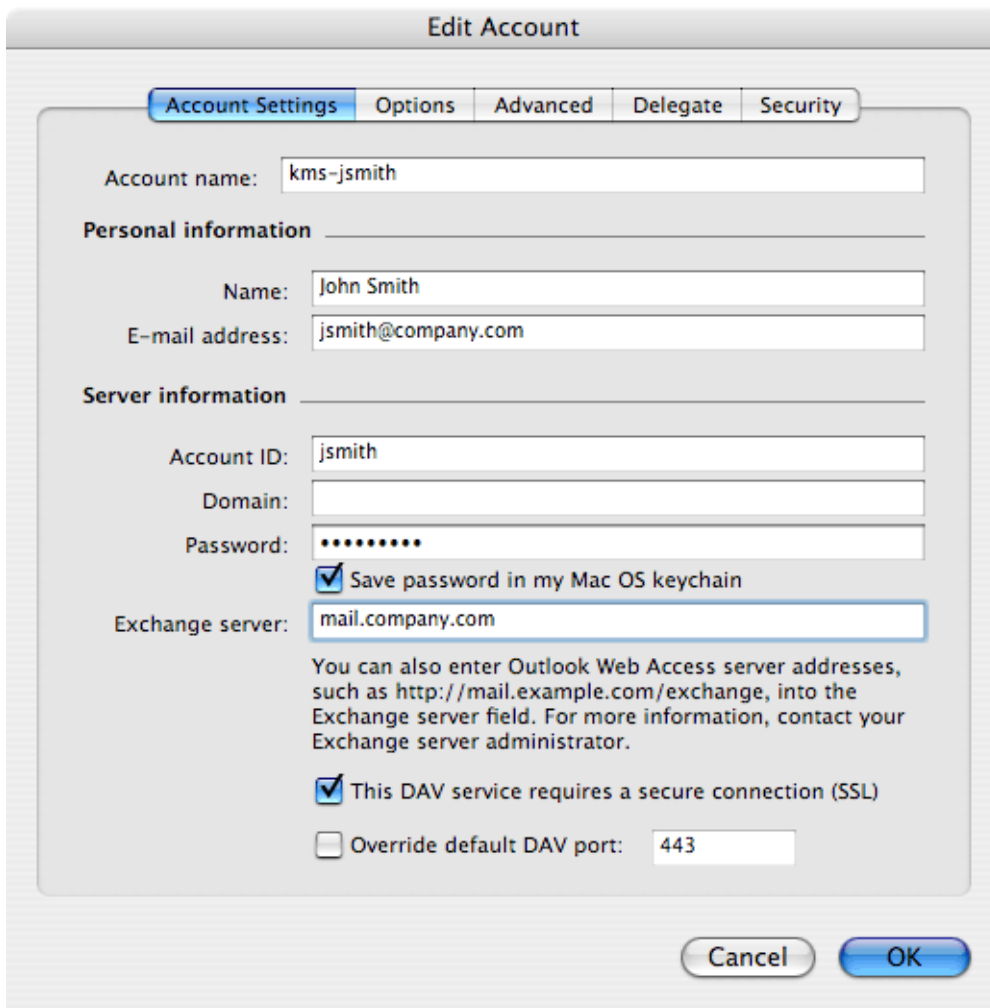 Edit Account
Account Settings Options Advanced Delegate Security
Account name: kms-jsmith
Personal information
Name: John Smith
E-mail address: jsmith@company.com
Server information
Account ID: jsmith
Domain:
Password: •••••••••
Save password in my Mac OS keychain
Exchange server: mail.company.com
You can also enter Outlook Web Access server addresses,
such as http://mail.example.com/exchange, into the
Exchange server field. For more information, contact your
Exchange server administrator.
This DAV service requires a secure connection (SSL)
Override default DAV port: 443
Cancel OK